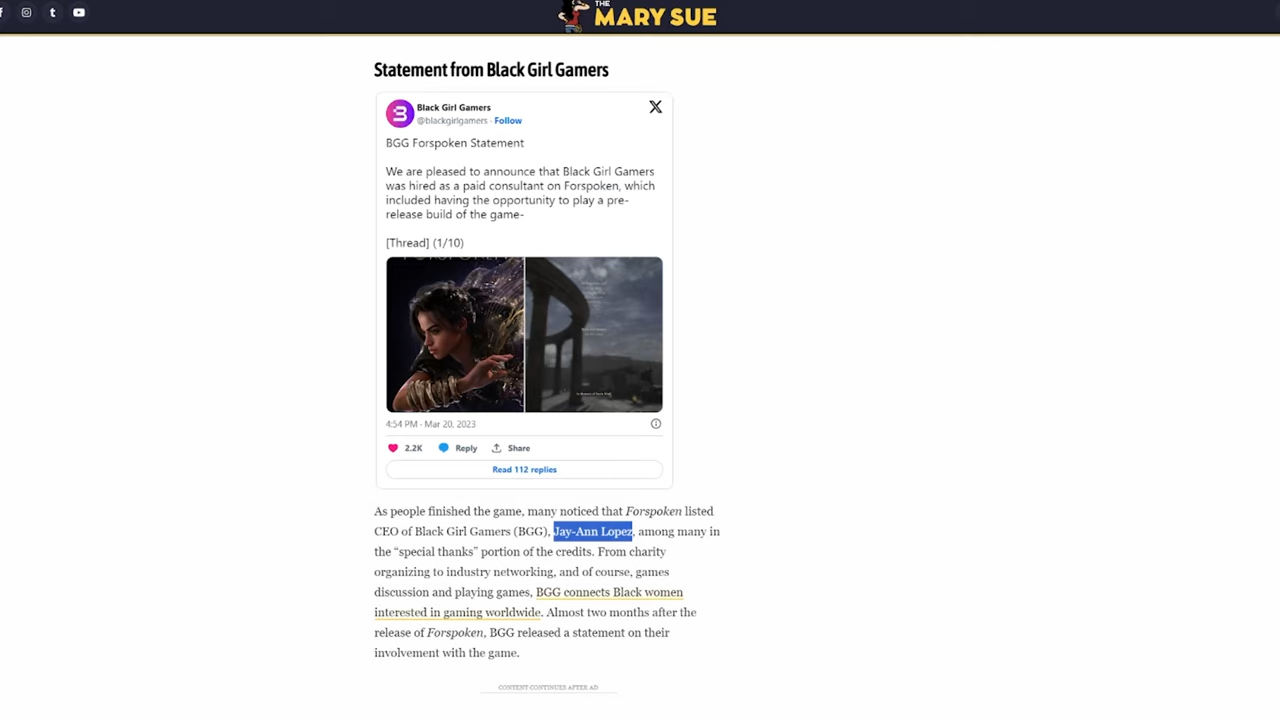 THE
MARY SUE
Statement from Black Girl Gamers
Black Girl Gamers
@blackgirlgamers · Follow
BGG Forspoken Statement
We are pleased to announce that Black Girl Gamers
was hired as a paid consultant on Forspoken, which
included having the opportunity to play a pre-
release build of the game-
[Thread] (1/10)
4:54 PM · Mar 20, 2023
2.2K Reply Share
Read 112 replies
As people finished the game, many noticed that Forspoken listed
CEO of Black Girl Gamers (BGG), Jay-Ann Lopez, among many in
the “special thanks” portion of the credits. From charity
organizing to industry networking, and of course, games
discussion and playing games, BGG connects Black women
interested in gaming worldwide. Almost two months after the
release of Forspoken, BGG released a statement on their
involvement with the game.
CONTENT CONTINUES AFTER AD